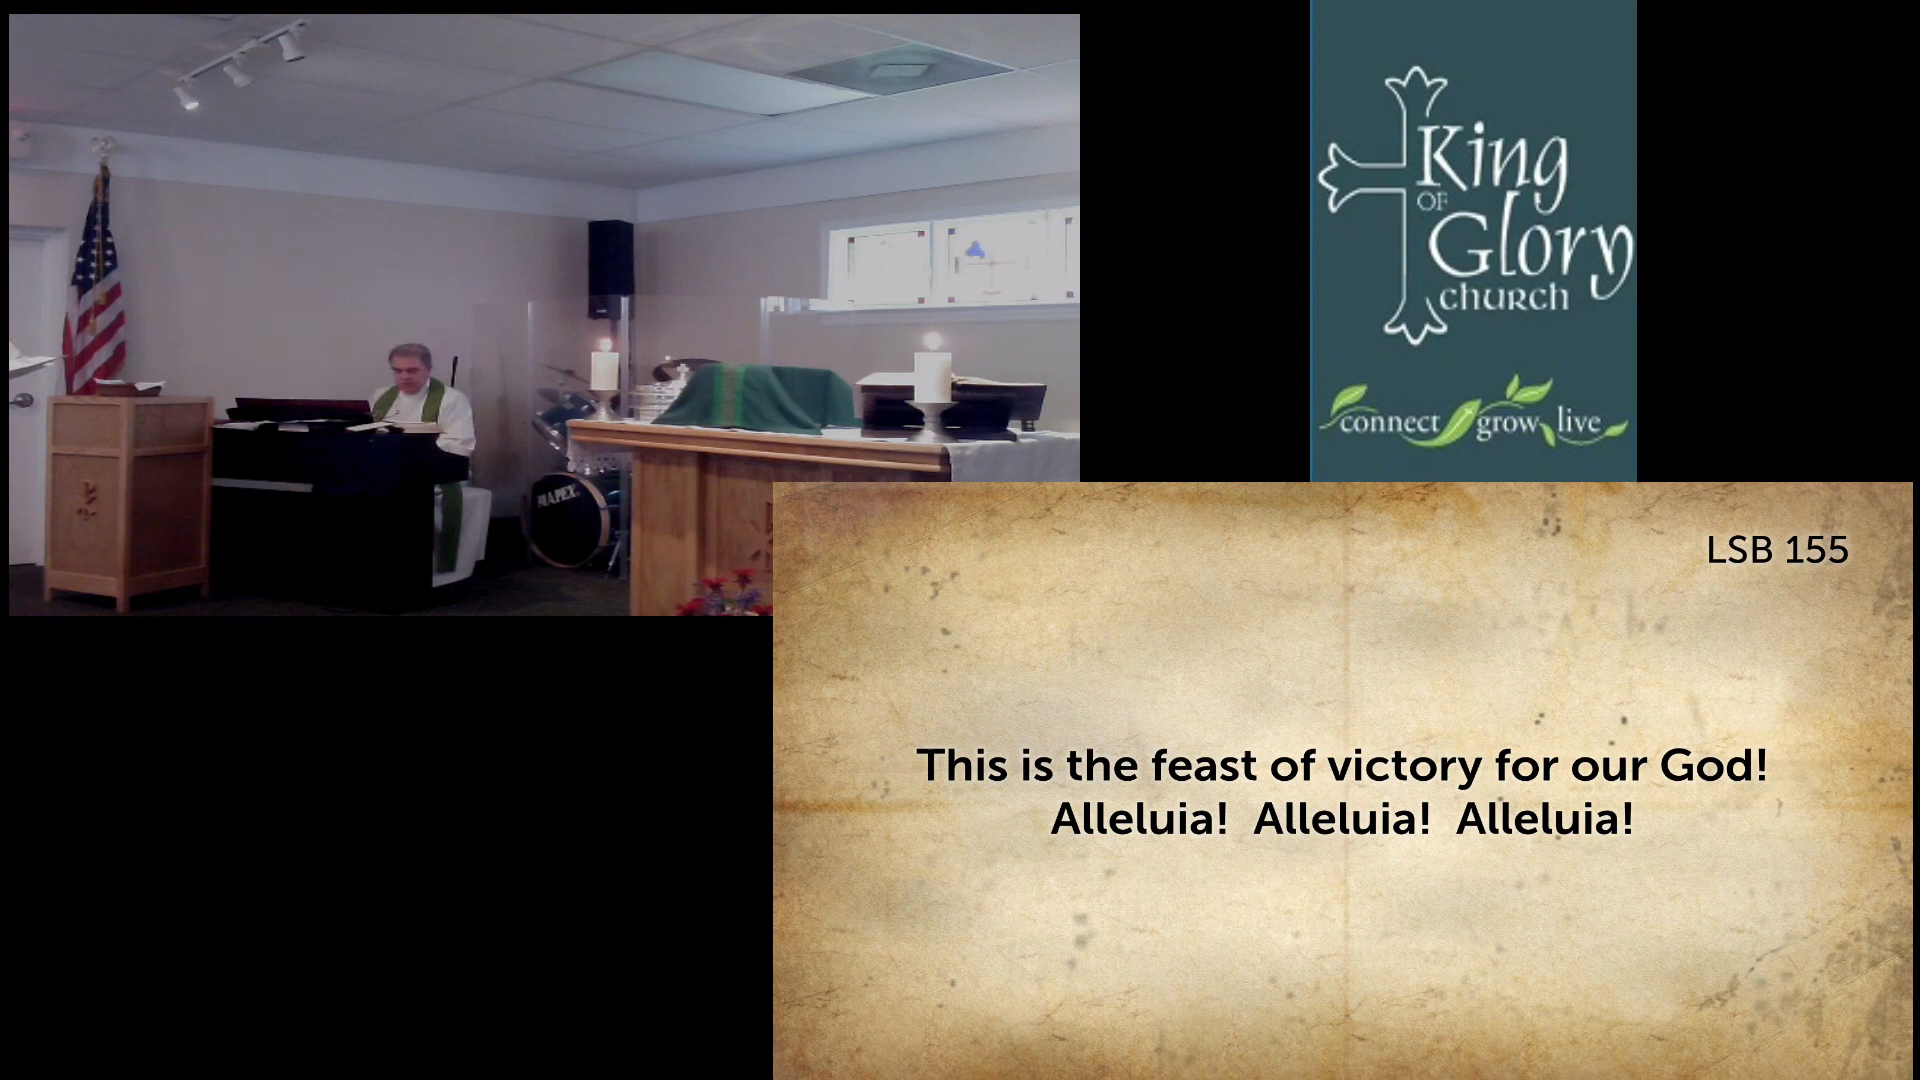 King
OF
Glory
church
connect grow live
MAPEX
LSB 155
This is the feast of victory for our God!
Alleluia! Alleluia! Alleluia!